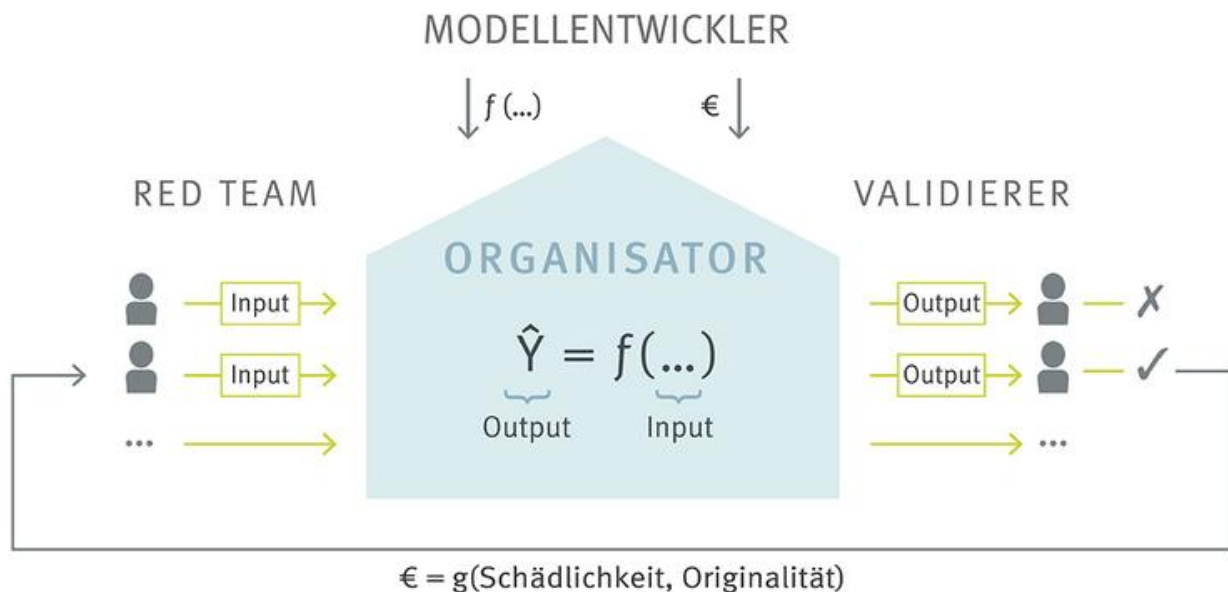 MODELLENTWICKLER
f (...)
€
RED TEAM
VALIDIERER
ORGANISATOR
Input
Output
✗
Ŷ = f(...)
Input
Output
✓
Output
Input
...
...
€ = g(Schädlichkeit, Originalität)